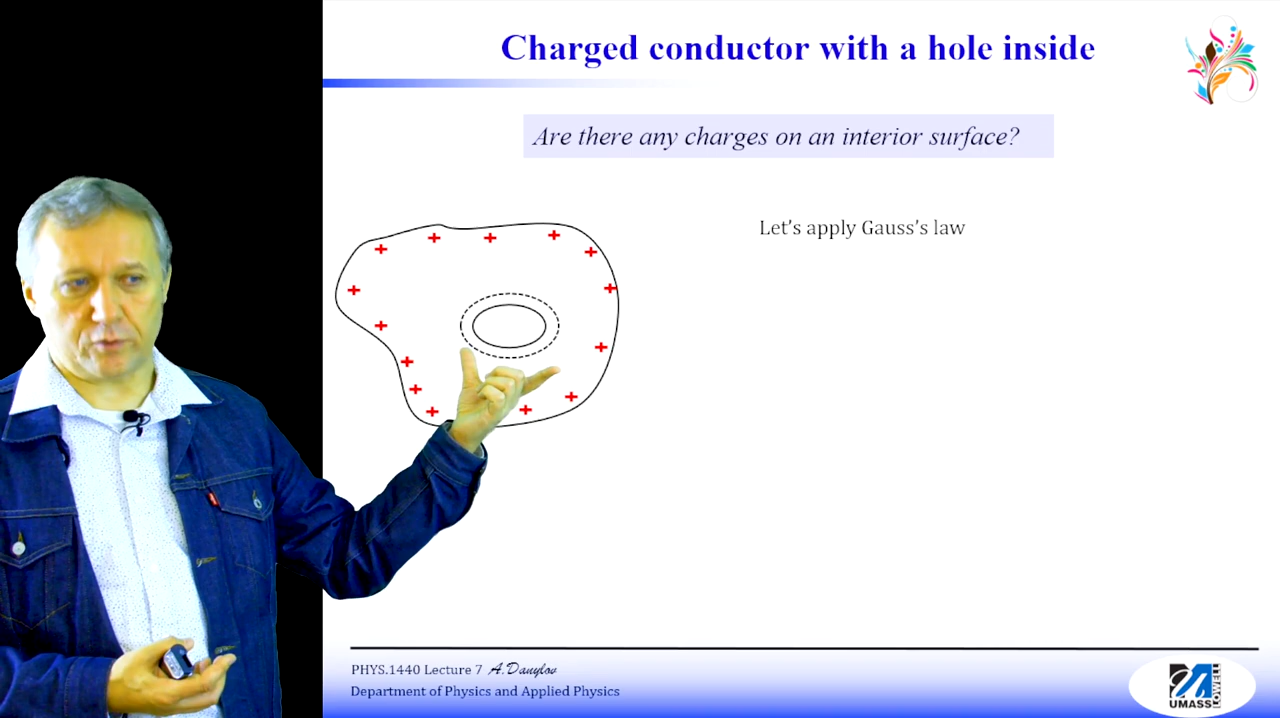 Charged conductor with a hole inside
Are there any charges on an interior surface?
Let's apply Gauss's law
PHYS.1440 Lecture 7 A.Danylov
Department of Physics and Applied Physics
UMASS
LOWELL